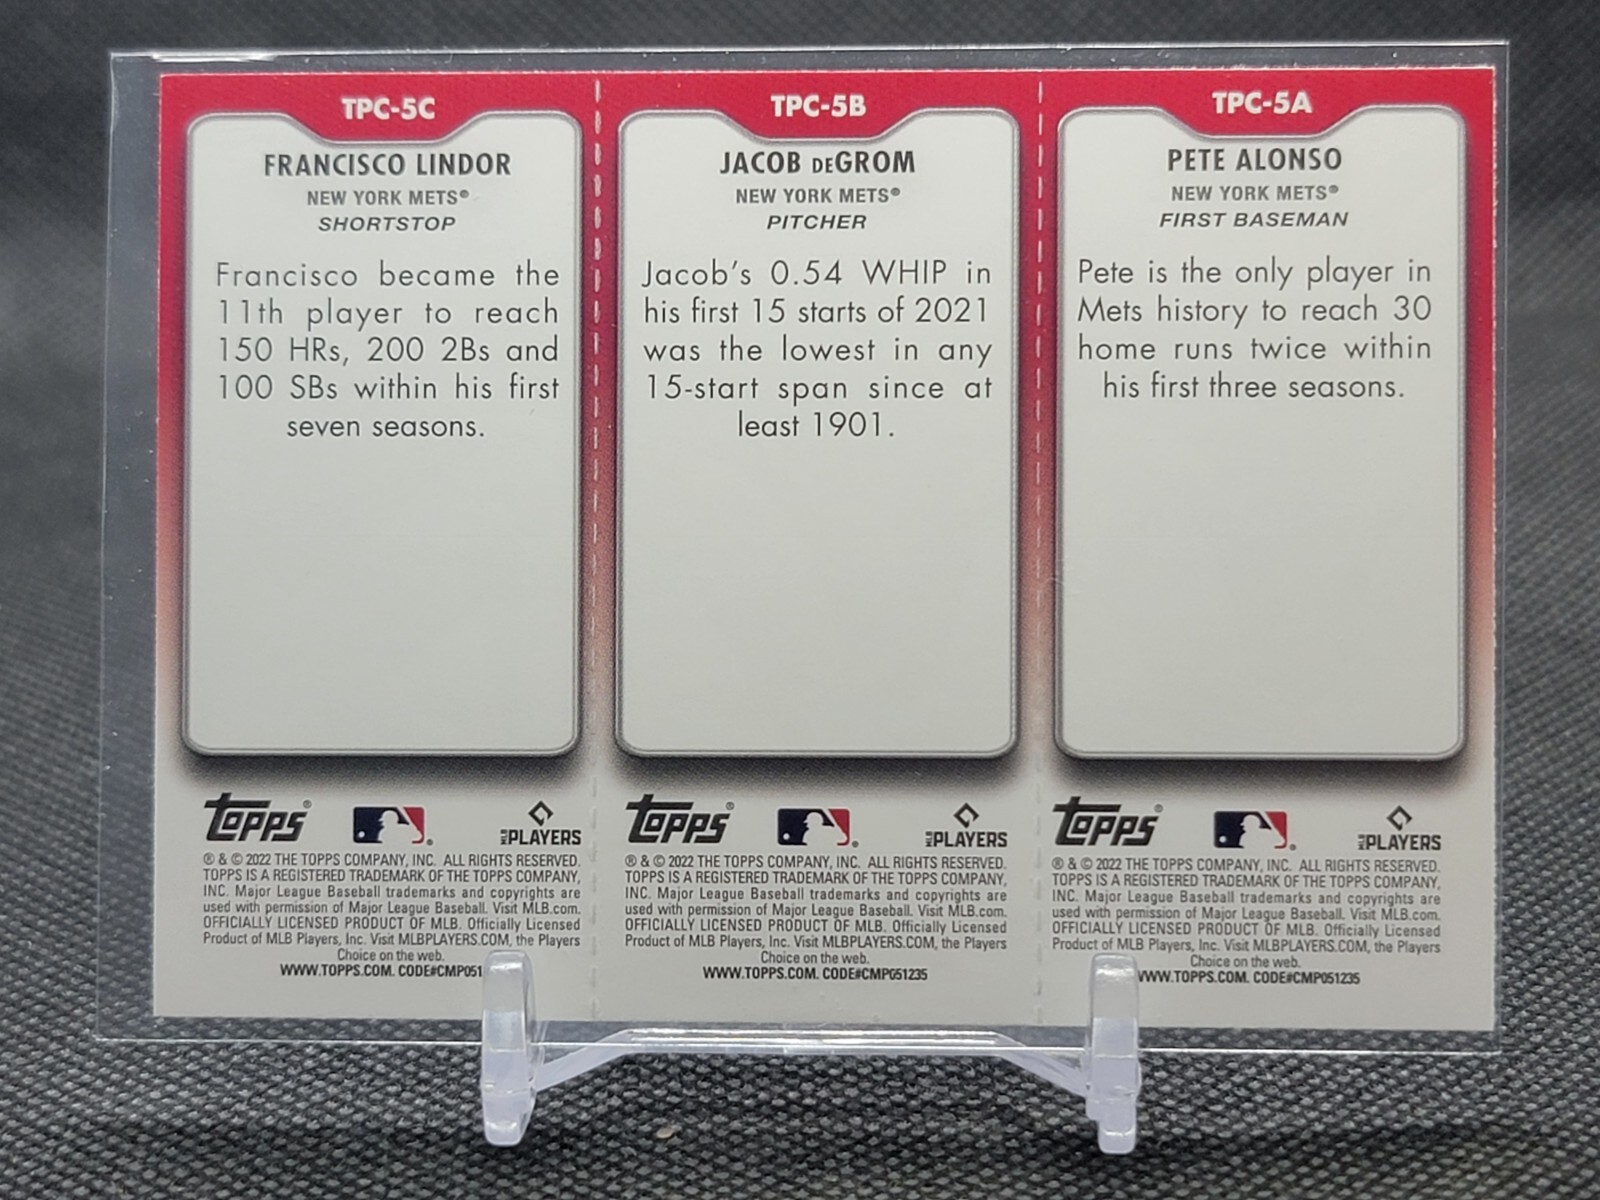 TPC-5C
FRANCISCO LINDOR
NEW YORK METS®
SHORTSTOP
Francisco became the
11th player to reach
150 HRs, 200 2Bs and
100 SBs within his first
seven seasons.
Topps®
MLB PLAYERS
® & © 2022 THE TOPPS COMPANY, INC. ALL RIGHTS RESERVED.
TOPPS IS A REGISTERED TRADEMARK OF THE TOPPS COMPANY,
INC. Major League Baseball trademarks and copyrights are
used with permission of Major League Baseball. Visit MLB.com.
OFFICIALLY LICENSED PRODUCT OF MLB. Officially Licensed
Product of MLB Players, Inc. Visit MLBPLAYERS.COM, the Players
Choice on the web.
WWW.TOPPS.COM. CODE#CMP051
TPC-5B
JACOB DEGROM
NEW YORK METS®
PITCHER
Jacob's 0.54 WHIP in
his first 15 starts of 2021
was the lowest in any
15-start span since at
least 1901.
Topps®
MLB PLAYERS
® & © 2022 THE TOPPS COMPANY, INC. ALL RIGHTS RESERVED.
TOPPS IS A REGISTERED TRADEMARK OF THE TOPPS COMPANY,
INC. Major League Baseball trademarks and copyrights are
used with permission of Major League Baseball. Visit MLB.com.
OFFICIALLY LICENSED PRODUCT OF MLB. Officially Licensed
Product of MLB Players, Inc. Visit MLBPLAYERS.COM, the Players
Choice on the web.
WWW.TOPPS.COM. CODE#CMP051235
TPC-5A
PETE ALONSO
NEW YORK METS®
FIRST BASEMAN
Pete is the only player in
Mets history to reach 30
home runs twice within
his first three seasons.
Topps®
MLB PLAYERS
® & © 2022 THE TOPPS COMPANY, INC. ALL RIGHTS RESERVED.
TOPPS IS A REGISTERED TRADEMARK OF THE TOPPS COMPANY,
INC. Major League Baseball trademarks and copyrights are
used with permission of Major League Baseball. Visit MLB.com.
OFFICIALLY LICENSED PRODUCT OF MLB. Officially Licensed
Product of MLB Players, Inc. Visit MLBPLAYERS.COM, the Players
Choice on the web.
WWW.TOPPS.COM. CODE#CMP051235